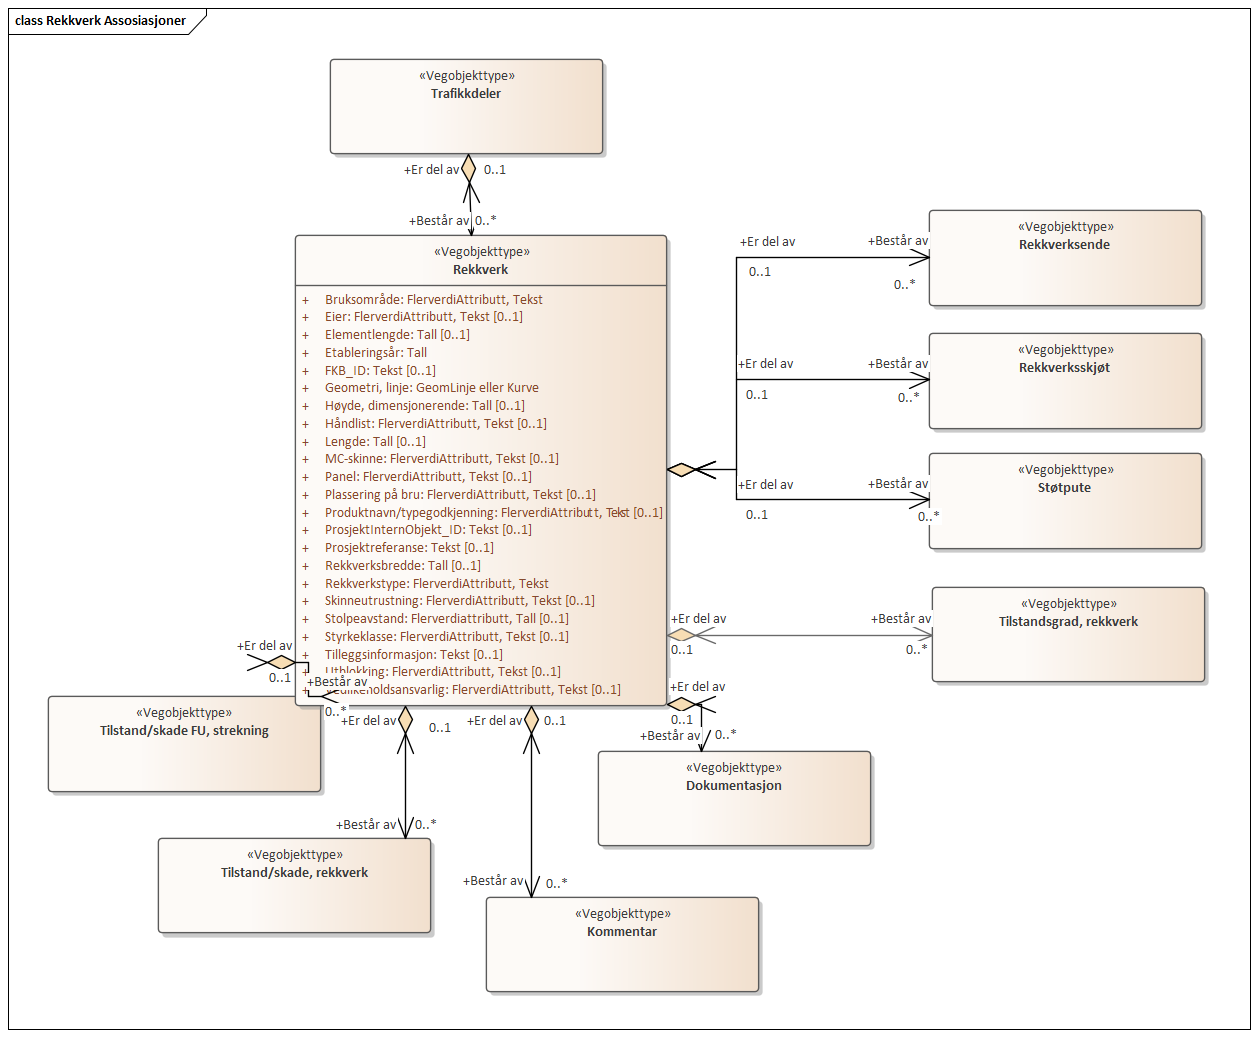 class Rekkverk Assosiasjoner
«Vegobjekttype»
Trafikkdeler
+Er del av 0..1
+Består av 0..*
«Vegobjekttype»
Rekkverk
+ Bruksområde: FlerverdiAttributt, Tekst
+ Eier: FlerverdiAttributt, Tekst [0..1]
+ Elementlengde: Tall [0..1]
+ Etableringsår: Tall
+ FKB_ID: Tekst [0..1]
+ Geometri, linje: GeomLinje eller Kurve
+ Høyde, dimensjonerende: Tall [0..1]
+ Håndlist: FlerverdiAttributt, Tekst [0..1]
+ Lengde: Tall [0..1]
+ MC-skinne: FlerverdiAttributt, Tekst [0..1]
+ Panel: FlerverdiAttributt, Tekst [0..1]
+ Plassering på bru: FlerverdiAttributt, Tekst [0..1]
+ Produktnavn/typegodkjenning: FlerverdiAttributt, Tekst [0..1]
+ ProsjektInternObjekt_ID: Tekst [0..1]
+ Prosjektreferanse: Tekst [0..1]
+ Rekkverksbredde: Tall [0..1]
+ Rekkverkstype: FlerverdiAttributt, Tekst
+ Skinneutrustning: FlerverdiAttributt, Tekst [0..1]
+ Stolpeavstand: Flerverdiattributt, Tall [0..1]
+ Styrkeklasse: FlerverdiAttributt, Tekst [0..1]
+ Tilleggsinformasjon: Tekst [0..1]
+ Utblokking: FlerverdiAttributt, Tekst [0..1]
+ Vedlikeholdsansvarlig: FlerverdiAttributt, Tekst [0..1]
+Er del av
0..1
+Består av
0..*
«Vegobjekttype»
Rekkverksende
+Er del av
0..1
+Består av
0..*
«Vegobjekttype»
Rekkverksskjøt
+Er del av
0..1
+Består av
0..*
«Vegobjekttype»
Støtpute
+Er del av
0..1
+Består av
0..*
«Vegobjekttype»
Tilstandsgrad, rekkverk
+Er del av
0..1
+Består av
0..*
«Vegobjekttype»
Tilstand/skade FU, strekning
+Er del av
0..1
+Består av 0..*
«Vegobjekttype»
Dokumentasjon
+Er del av 0..1
+Består av 0..*
«Vegobjekttype»
Tilstand/skade, rekkverk
+Er del av 0..1
+Består av 0..*
«Vegobjekttype»
Kommentar